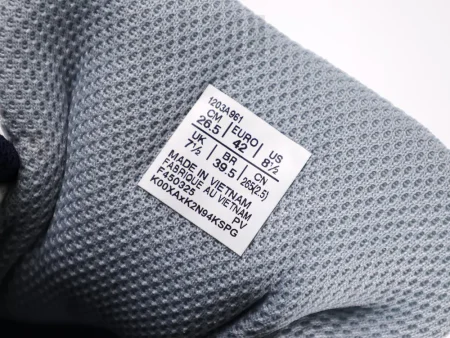 1203A961
CM | EURO | US
26.5 | 42 | 8½
UK | BR | CN
7½ | 39.5 | 265(2.5)
MADE IN VIETNAM
FABRIQUE AU VIETNAM
F450325 PV
K00XAxK2N94KSPG